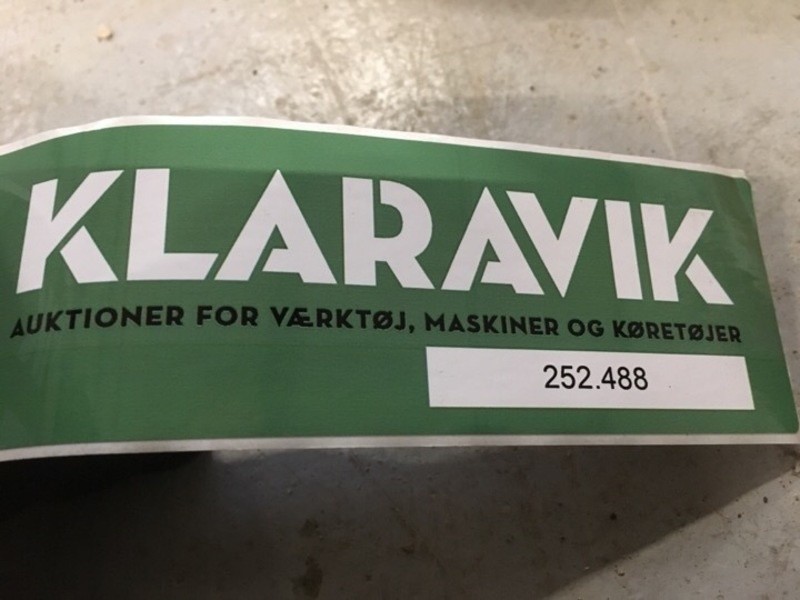 KLARAVIK
AUKTIONER FOR VÆRKTØJ, MASKINER OG KØRETØJER
252.488